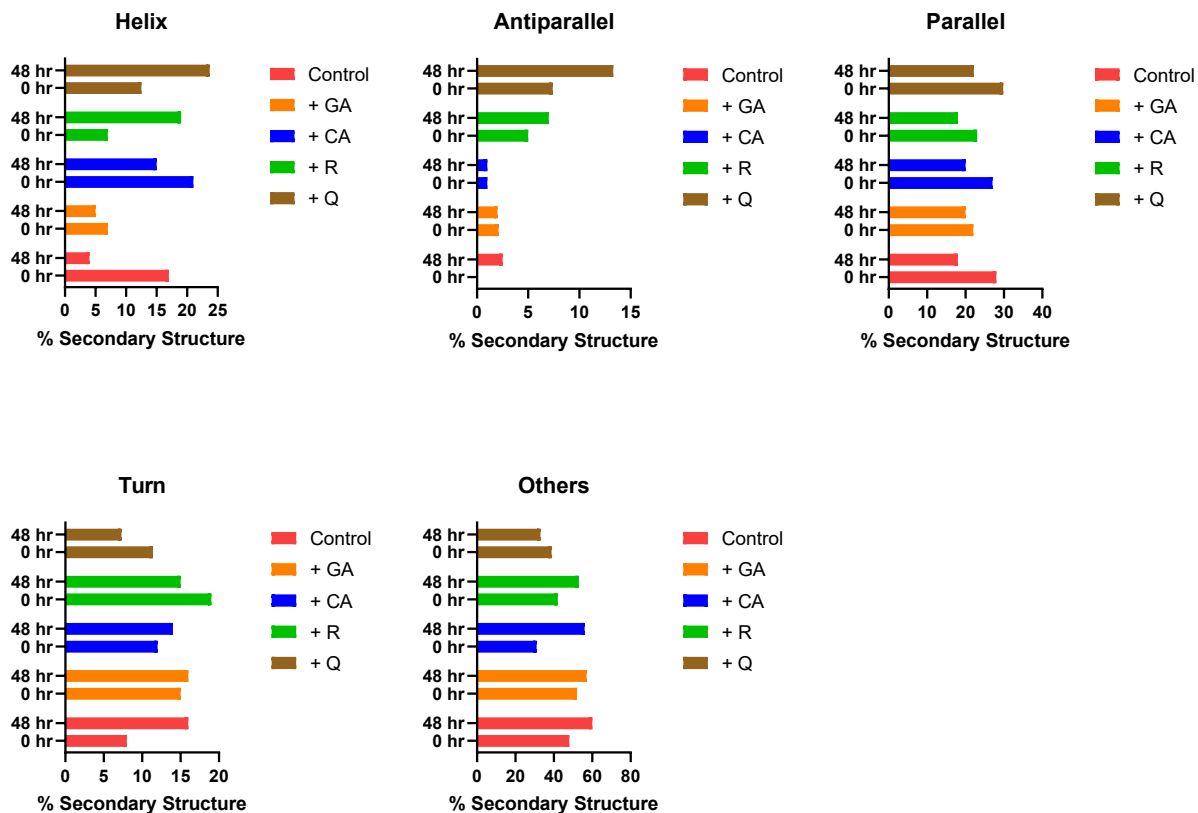 Helix
48 hr
0 hr
48 hr
0 hr
48 hr
0 hr
48 hr
0 hr
48 hr
0 hr
0 5 10 15 20 25
% Secondary Structure
Control
+ GA
+ CA
+ R
+ Q
Antiparallel
48 hr
0 hr
48 hr
0 hr
48 hr
0 hr
48 hr
0 hr
48 hr
0 hr
0 5 10 15
% Secondary Structure
Control
+ GA
+ CA
+ R
+ Q
Parallel
48 hr
0 hr
48 hr
0 hr
48 hr
0 hr
48 hr
0 hr
48 hr
0 hr
0 10 20 30 40
% Secondary Structure
Control
+ GA
+ CA
+ R
+ Q
Turn
48 hr
0 hr
48 hr
0 hr
48 hr
0 hr
48 hr
0 hr
48 hr
0 hr
0 5 10 15 20
% Secondary Structure
Control
+ GA
+ CA
+ R
+ Q
Others
48 hr
0 hr
48 hr
0 hr
48 hr
0 hr
48 hr
0 hr
48 hr
0 hr
0 20 40 60 80
% Secondary Structure
Control
+ GA
+ CA
+ R
+ Q